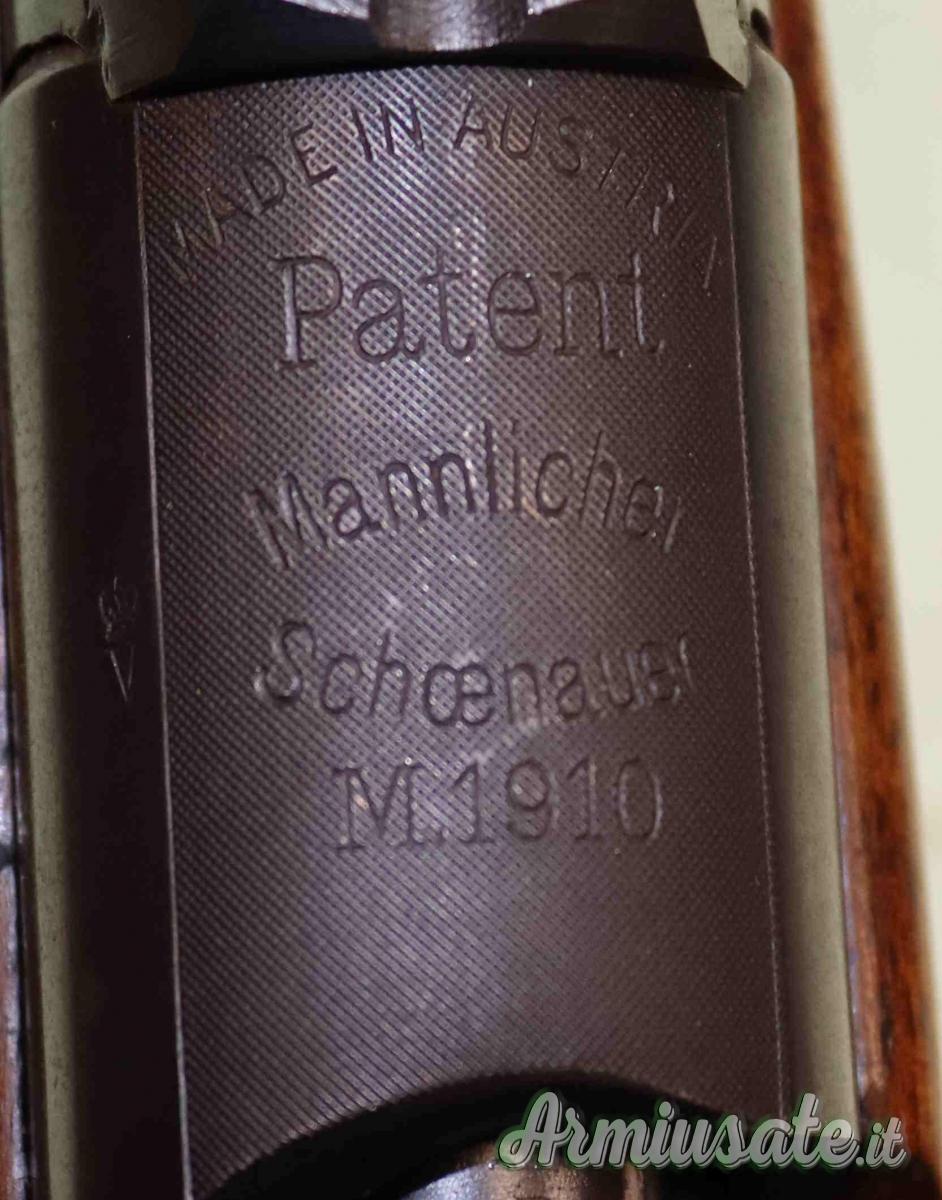 MADE IN AUSTRIA
Patent
Mannlicher
Schœnauer
M.1910
Armiusate.it